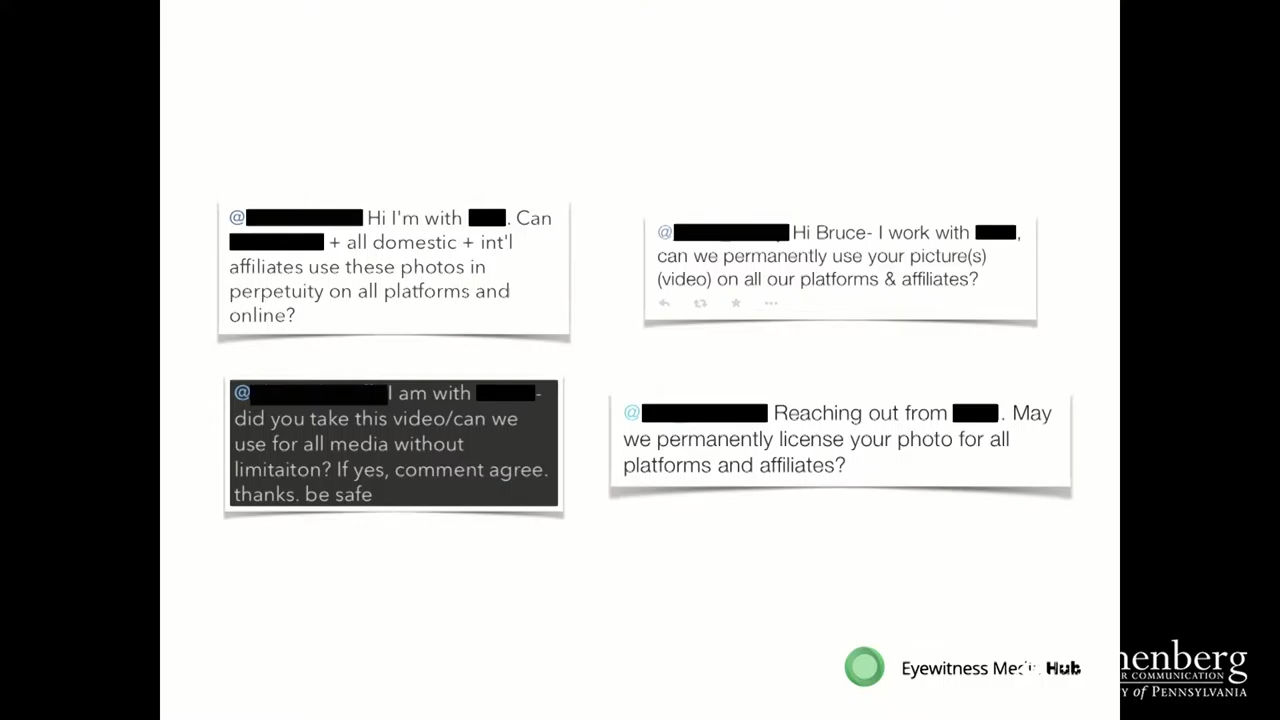 @ Hi I'm with . Can
+ all domestic + int'l
affiliates use these photos in
perpetuity on all platforms and
online?
@ Hi Bruce- I work with ,
can we permanently use your picture(s)
(video) on all our platforms & affiliates?
@ I am with -
did you take this video/can we
use for all media without
limitaiton? If yes, comment agree.
thanks. be safe
@ Reaching out from . May
we permanently license your photo for all
platforms and affiliates?
Eyewitness Media Hub
nenberg
R COMMUNICATION
Y of PENNSYLVANIA